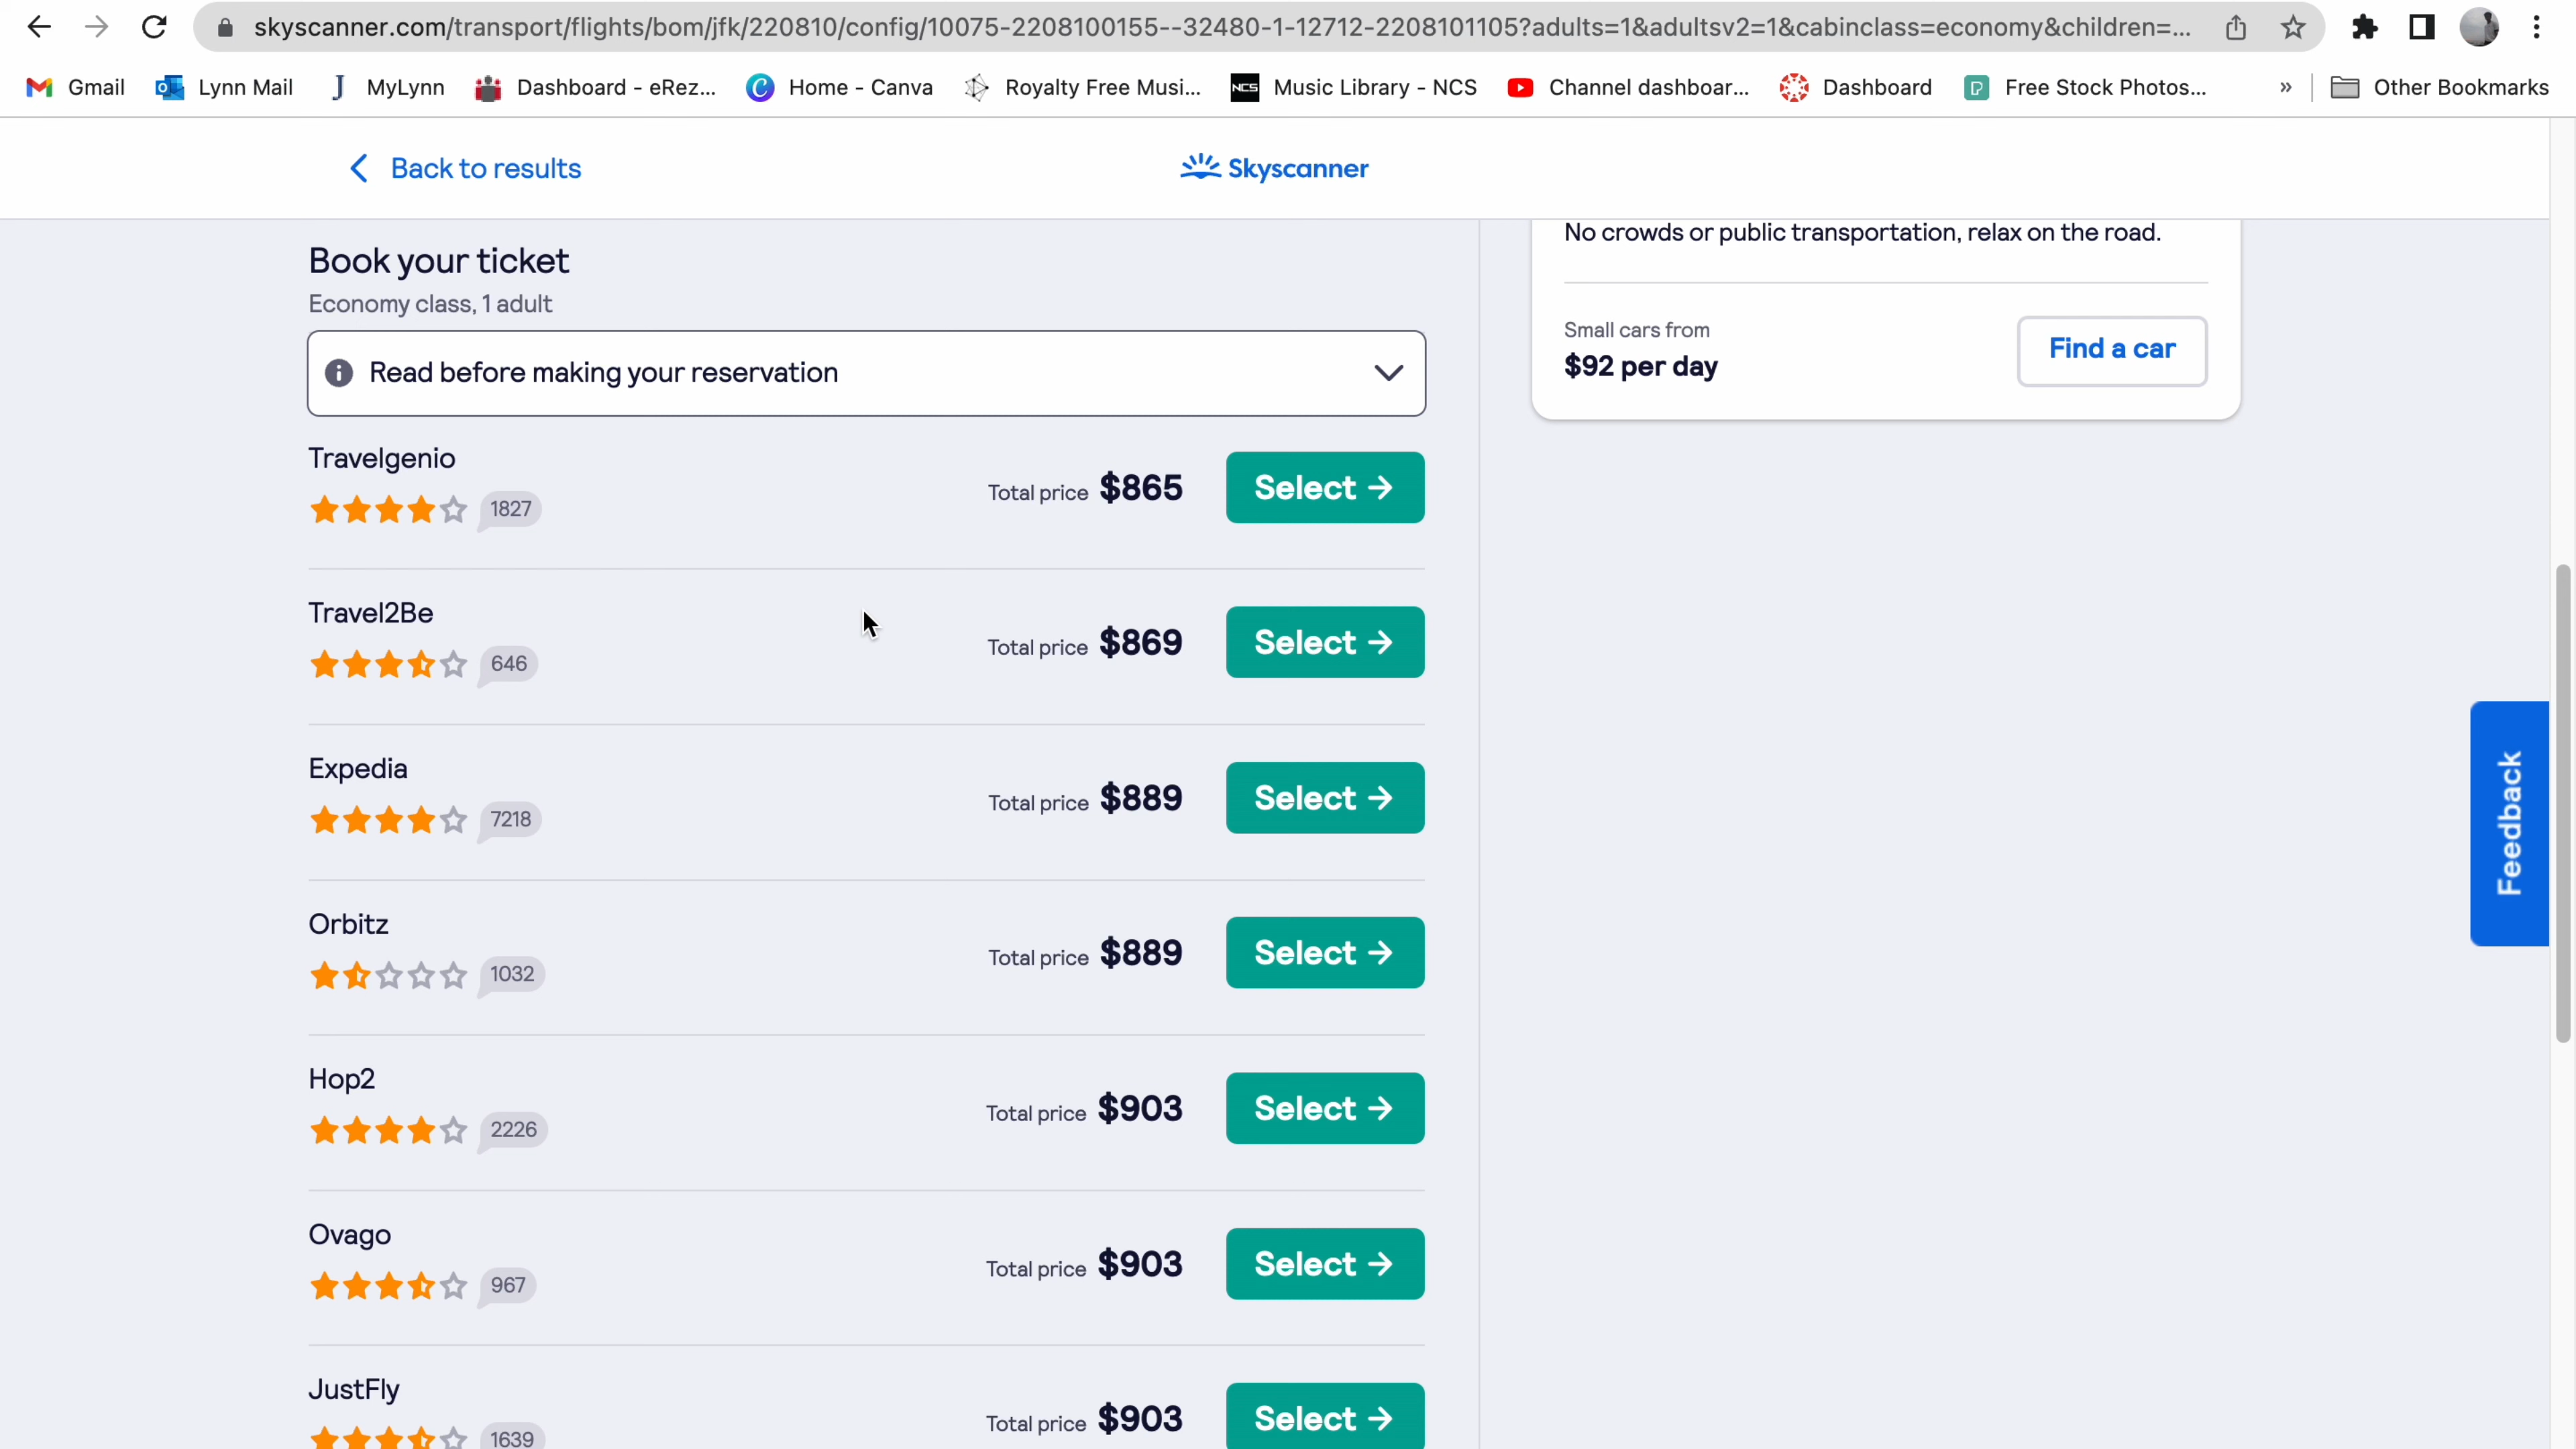 skyscanner.com/transport/flights/bom/jfk/220810/config/10075-2208100155--32480-1-12712-2208101105?adults=1&adultsv2=1&cabinclass=economy&children=...
Gmail Lynn Mail MyLynn Dashboard - eRez... Home - Canva Royalty Free Musi... NCS Music Library - NCS Channel dashboar... Dashboard Free Stock Photos... » Other Bookmarks
Back to results Skyscanner
No crowds or public transportation, relax on the road.
Book your ticket
Economy class, 1 adult
Small cars from
$92 per day
Find a car
Read before making your reservation
Travelgenio
1827
Total price $865 Select →
Travel2Be
646
Total price $869 Select →
Expedia
7218
Total price $889 Select →
Orbitz
1032
Total price $889 Select →
Hop2
2226
Total price $903 Select →
Ovago
967
Total price $903 Select →
JustFly
1639
Total price $903 Select →
Feedback